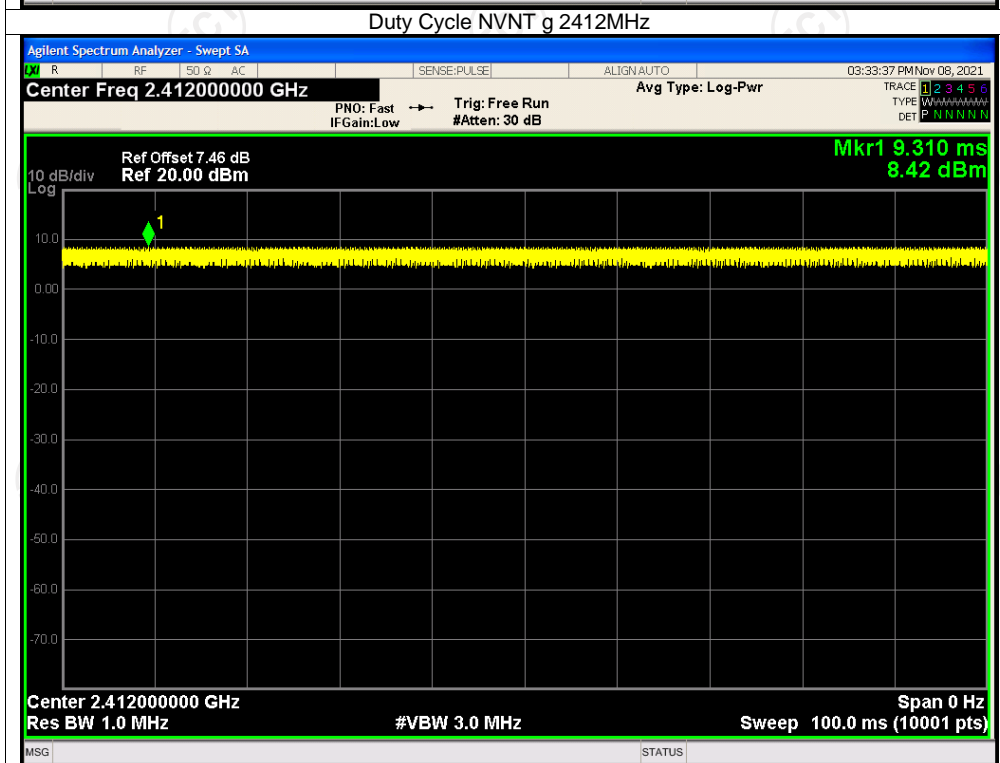 Duty Cycle NVNT g 2412MHz
Agilent Spectrum Analyzer - Swept SA
LXI R RF 50 Ω AC SENSE:PULSE ALIGN AUTO 03:33:37 PM Nov 08, 2021
Center Freq 2.412000000 GHz Avg Type: Log-Pwr TRACE 1 2 3 4 5 6
PNO: Fast Trig: Free Run TYPE W
IFGain:Low #Atten: 30 dB DET P N N N N N
Mkr1 9.310 ms
Ref Offset 7.46 dB
10 dB/div Ref 20.00 dBm 8.42 dBm
Log
1
10.0
0.00
-10.0
-20.0
-30.0
-40.0
-50.0
-60.0
-70.0
Center 2.412000000 GHz Span 0 Hz
Res BW 1.0 MHz #VBW 3.0 MHz Sweep 100.0 ms (10001 pts)
MSG STATUS